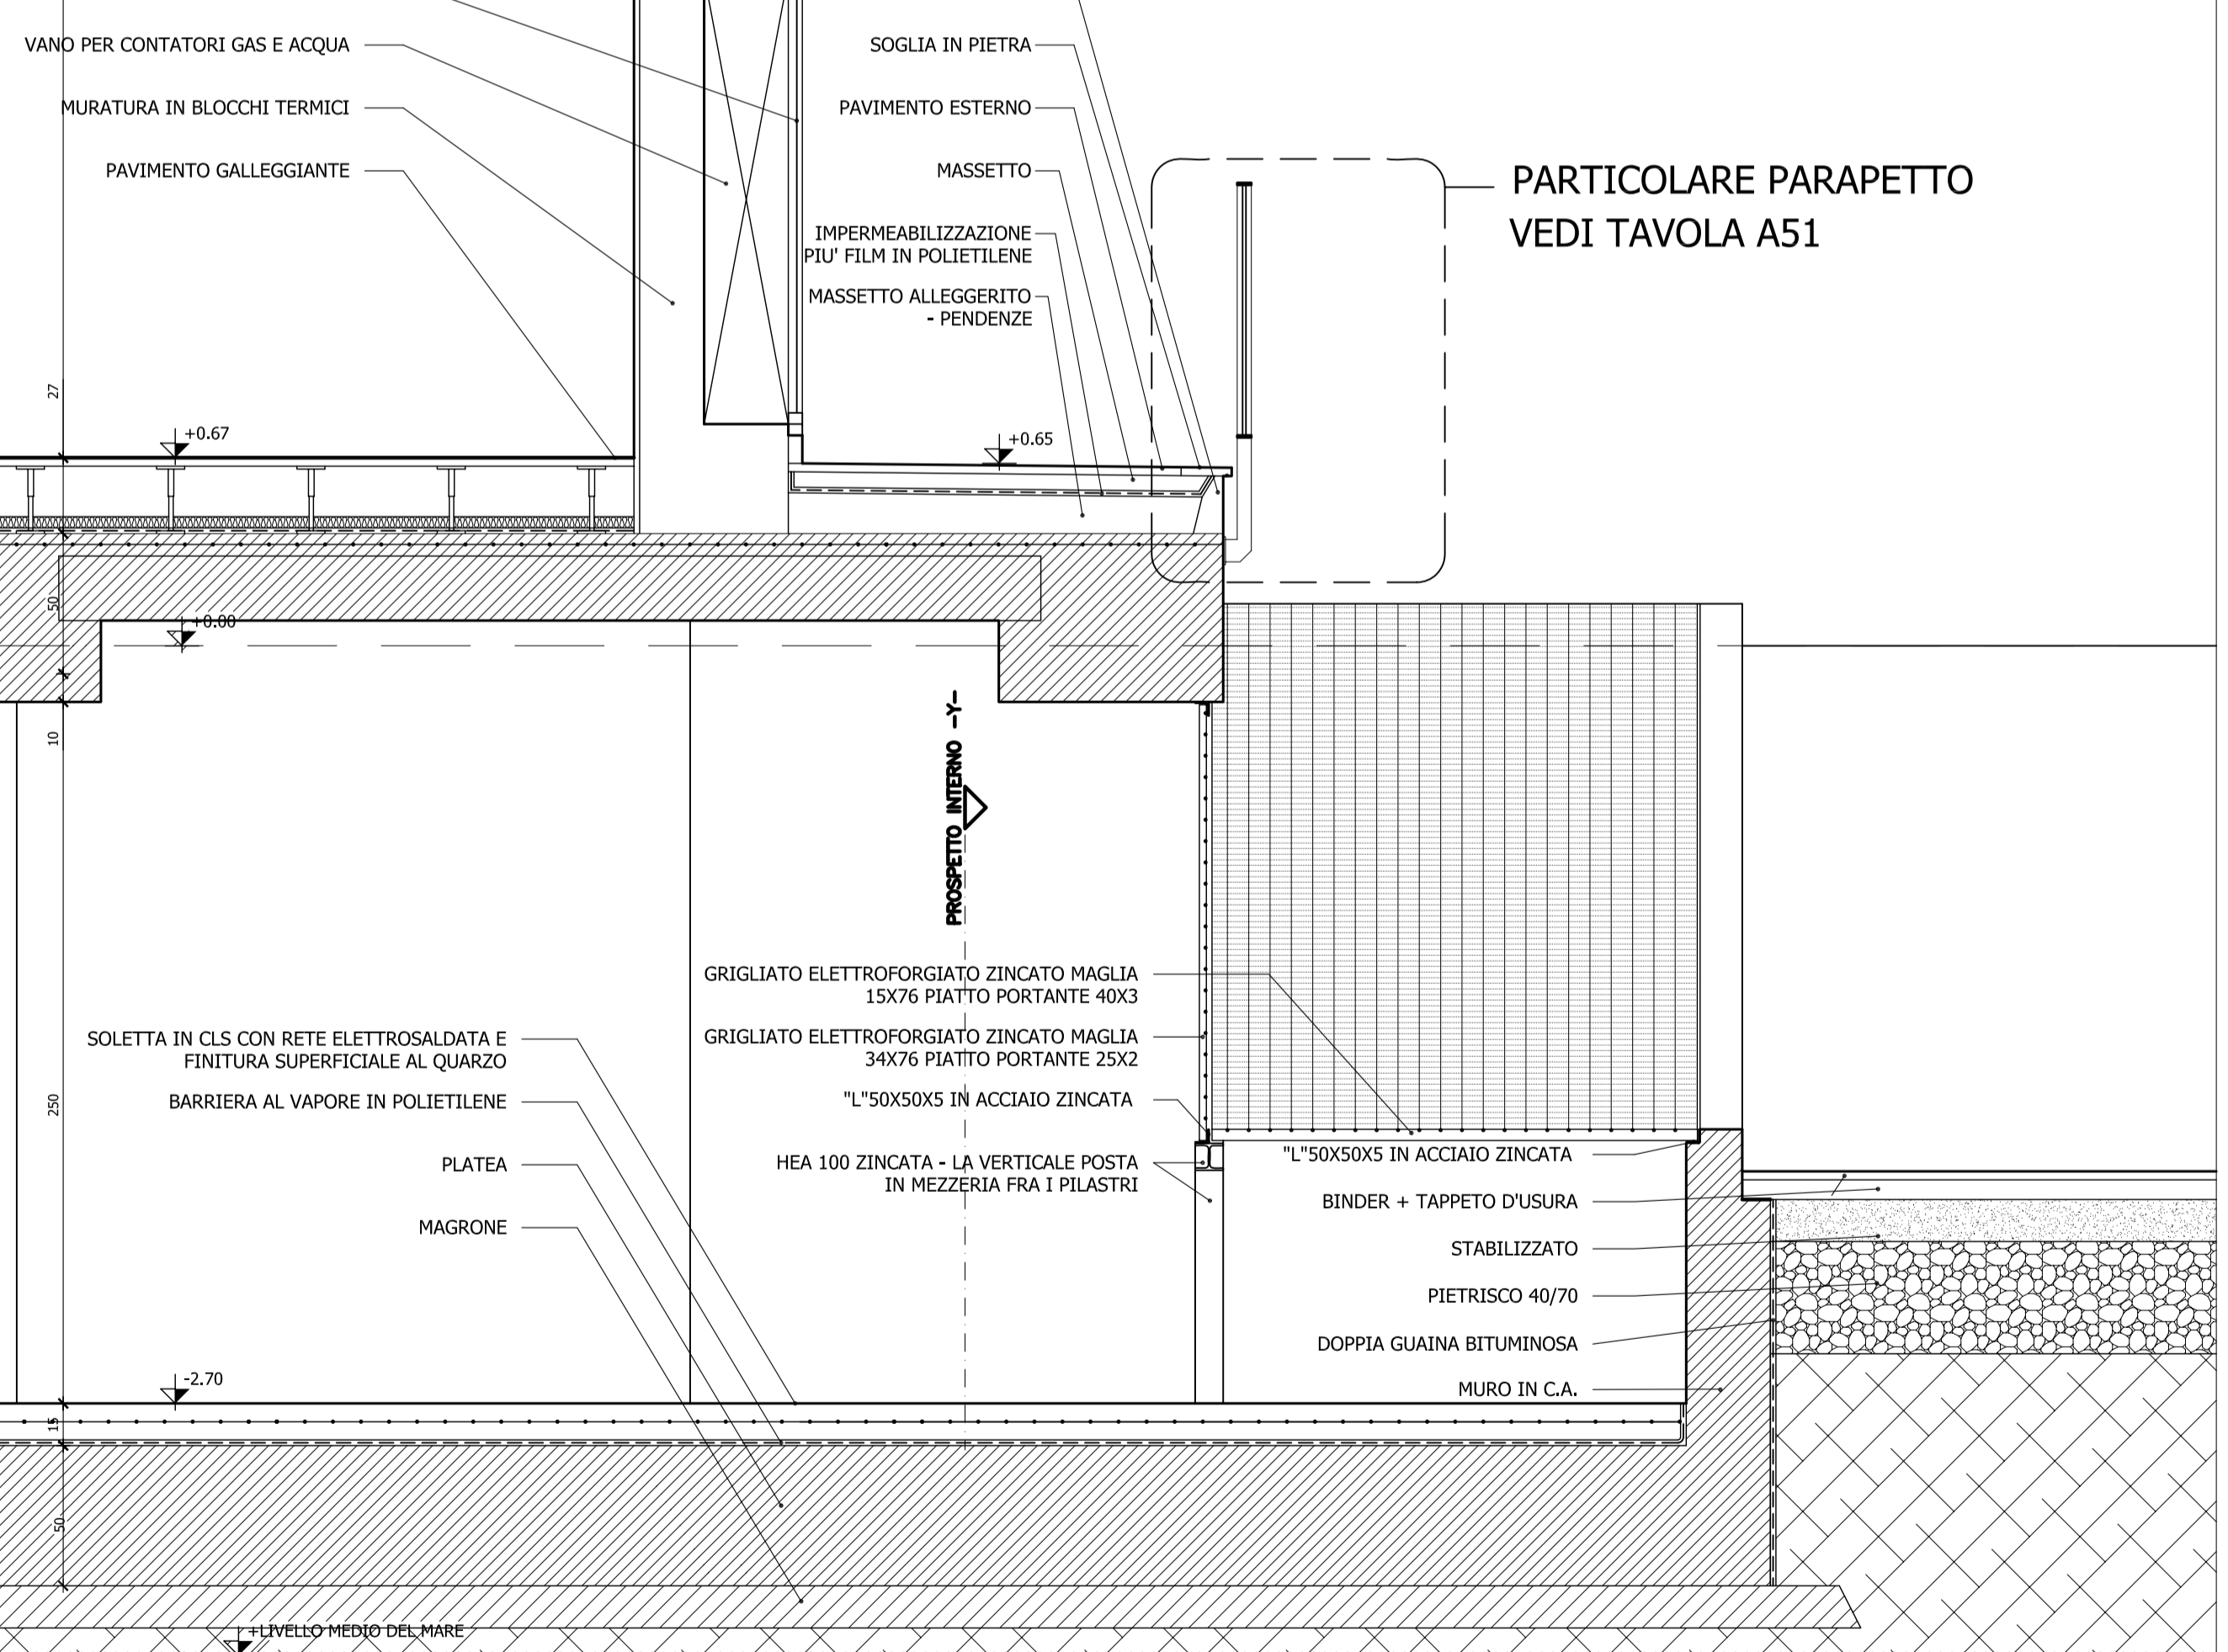 VANO PER CONTATORI GAS E ACQUA
MURATURA IN BLOCCHI TERMICI
PAVIMENTO GALLEGGIANTE
SOGLIA IN PIETRA
PAVIMENTO ESTERNO
MASSETTO
IMPERMEABILIZZAZIONE
PIU' FILM IN POLIETILENE
MASSETTO ALLEGGERITO
- PENDENZE
PARTICOLARE PARAPETTO
VEDI TAVOLA A51
27
+0.67
+0.65
50
+0.00
10
PROSPETTO INTERNO -Y-
GRIGLIATO ELETTROFORGIATO ZINCATO MAGLIA
15X76 PIATTO PORTANTE 40X3
GRIGLIATO ELETTROFORGIATO ZINCATO MAGLIA
34X76 PIATTO PORTANTE 25X2
"L"50X50X5 IN ACCIAIO ZINCATA
HEA 100 ZINCATA - LA VERTICALE POSTA
IN MEZZERIA FRA I PILASTRI
SOLETTA IN CLS CON RETE ELETTROSALDATA E
FINITURA SUPERFICIALE AL QUARZO
BARRIERA AL VAPORE IN POLIETILENE
PLATEA
MAGRONE
250
"L"50X50X5 IN ACCIAIO ZINCATA
BINDER + TAPPETO D'USURA
STABILIZZATO
PIETRISCO 40/70
DOPPIA GUAINA BITUMINOSA
MURO IN C.A.
-2.70
15
50
+LIVELLO MEDIO DEL MARE